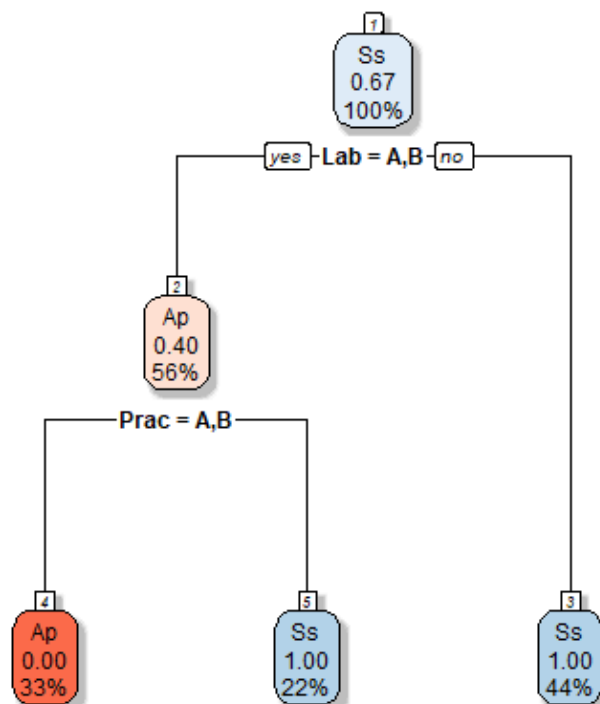 1
Ss
0.67
100%
yes Lab = A,B no
2
Ap
0.40
56%
Prac = A,B
4 5 3
Ap Ss Ss
0.00 1.00 1.00
33% 22% 44%